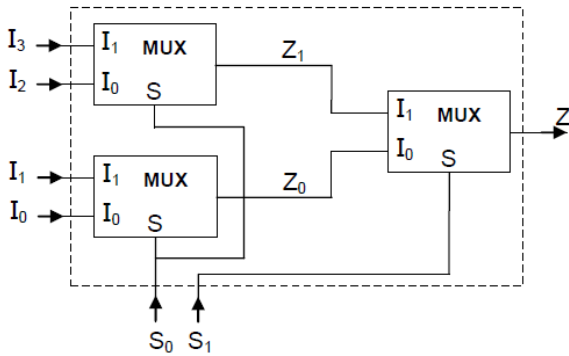 I₃ I₁ MUX Z₁
I₂ I₀
S
I₁ MUX Z
I₀
S
I₁ I₁ MUX Z₀
I₀ I₀
S
S₀ S₁